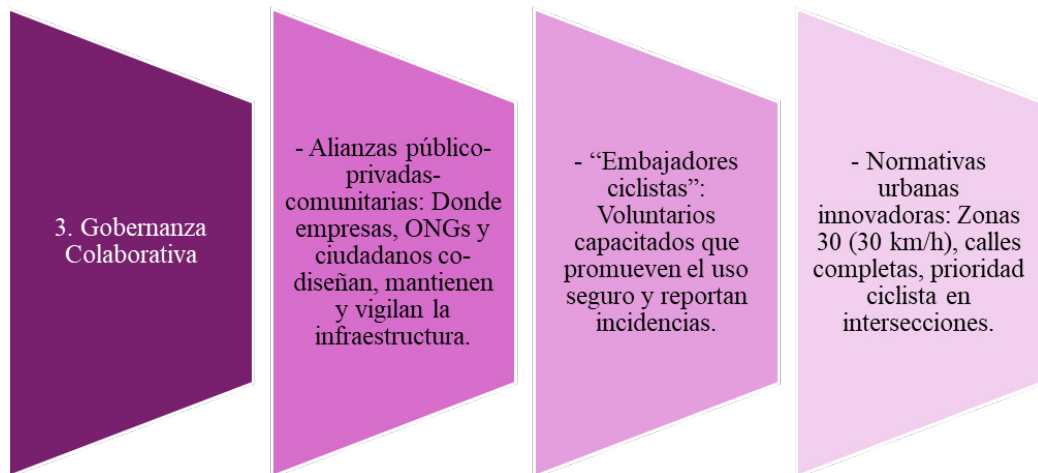 3. Gobernanza
Colaborativa
- Alianzas público-
privadas-
comunitarias: Donde
empresas, ONGs y
ciudadanos co-
diseñan, mantienen
y vigilan la
infraestructura.
- “Embajadores
ciclistas”:
Voluntarios
capacitados que
promueven el uso
seguro y reportan
incidencias.
- Normativas
urbanas
innovadoras: Zonas
30 (30 km/h), calles
completas, prioridad
ciclista en
intersecciones.